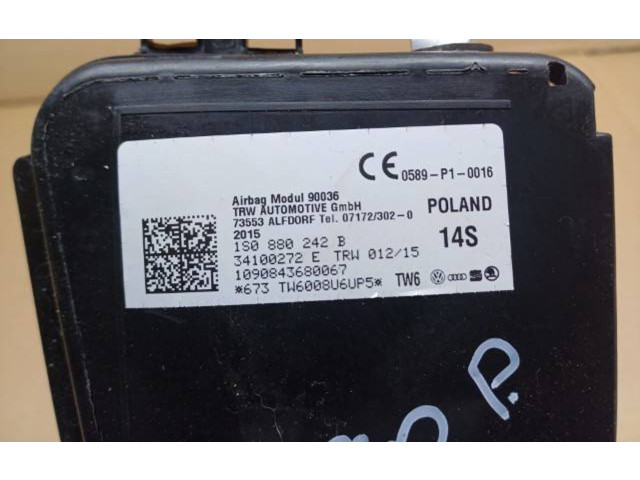 CE 0589-P1-0016
Airbag Modul 90036
TRW AUTOMOTIVE GmbH
73553 ALFDORF Tel. 07172/302-0
POLAND
2015
1S0 880 242 B
14S
34100272 E TRW 012/15
1090843680067
*673 TW6008U6UP5* TW6
P.